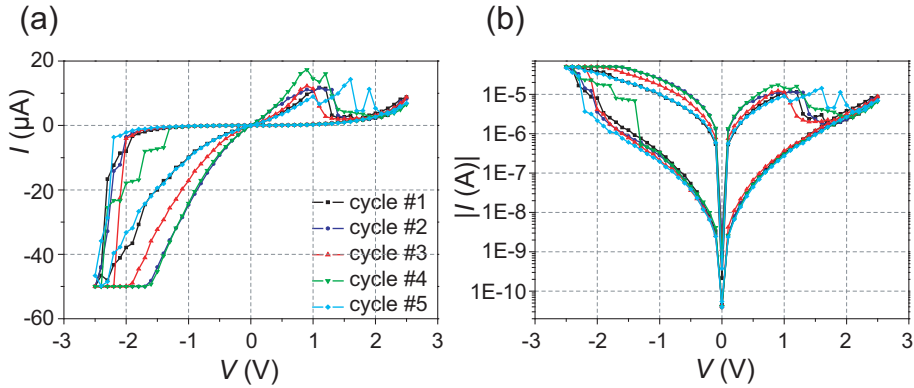 (a)
20
0
-20
-40
-60
I (μA)
-3
-2
-1
0
1
2
3
V (V)
cycle #1
cycle #2
cycle #3
cycle #4
cycle #5
(b)
1E-5
1E-6
1E-7
1E-8
1E-9
1E-10
|I (A)|
-3
-2
-1
0
1
2
3
V (V)